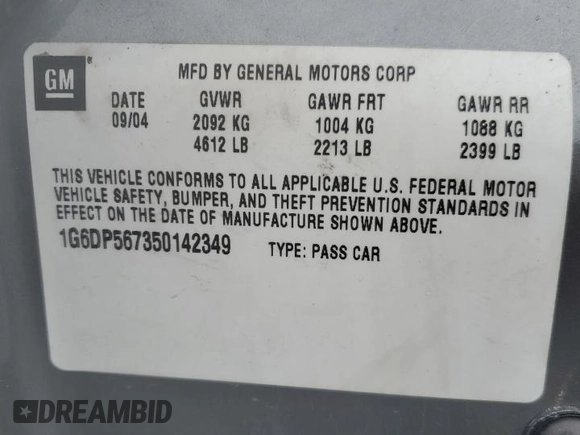 GM
MFD BY GENERAL MOTORS CORP
DATE GVWR GAWR FRT GAWR RR
09/04 2092 KG 1004 KG 1088 KG
4612 LB 2213 LB 2399 LB
THIS VEHICLE CONFORMS TO ALL APPLICABLE U.S. FEDERAL MOTOR
VEHICLE SAFETY, BUMPER, AND THEFT PREVENTION STANDARDS IN
EFFECT ON THE DATE OF MANUFACTURE SHOWN ABOVE.
1G6DP567350142349 TYPE: PASS CAR
DREAMBID